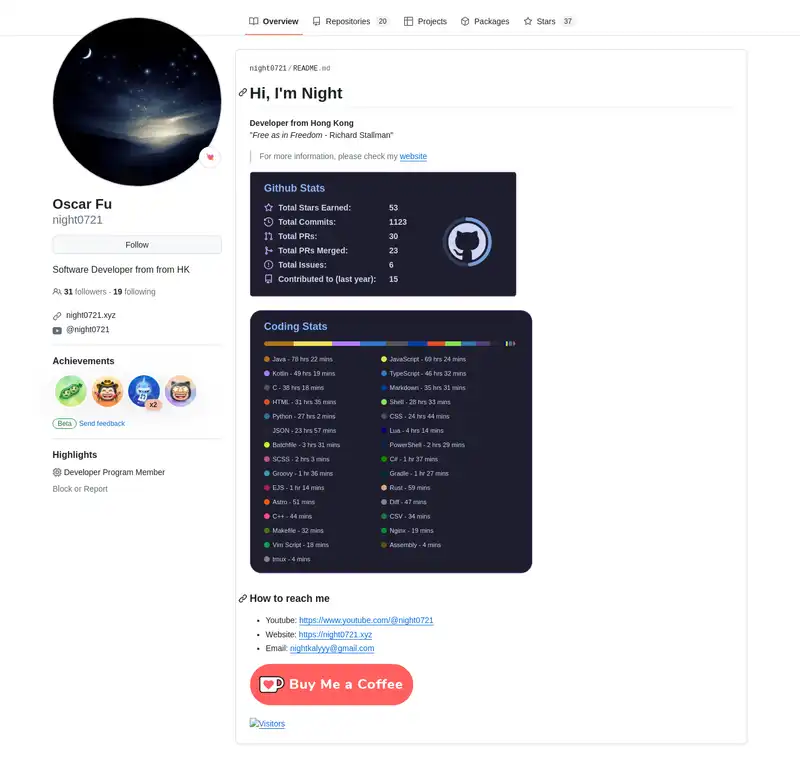 Overview Repositories 20 Projects Packages Stars 37
Oscar Fu
night0721
Follow
Software Developer from from HK
31 followers · 19 following
night0721.xyz
@night0721
Achievements
x2
Beta Send feedback
Highlights
Developer Program Member
Block or Report
night0721/README.md
Hi, I'm Night
Developer from Hong Kong
"Free as in Freedom - Richard Stallman"
For more information, please check my website
Github Stats
Total Stars Earned: 53
Total Commits: 1123
Total PRs: 30
Total PRs Merged: 23
Total Issues: 6
Contributed to (last year): 15
Coding Stats
Java - 78 hrs 22 mins JavaScript - 69 hrs 24 mins
Kotlin - 49 hrs 19 mins TypeScript - 46 hrs 32 mins
C - 38 hrs 18 mins Markdown - 35 hrs 31 mins
HTML - 31 hrs 35 mins Shell - 28 hrs 33 mins
Python - 27 hrs 2 mins CSS - 24 hrs 44 mins
JSON - 23 hrs 57 mins Lua - 4 hrs 14 mins
Batchfile - 3 hrs 31 mins PowerShell - 2 hrs 29 mins
SCSS - 2 hrs 3 mins C# - 1 hr 37 mins
Groovy - 1 hr 36 mins Gradle - 1 hr 27 mins
EJS - 1 hr 14 mins Rust - 59 mins
Astro - 51 mins Diff - 47 mins
C++ - 44 mins CSV - 34 mins
Makefile - 32 mins Nginx - 19 mins
Vim Script - 18 mins Assembly - 4 mins
tmux - 4 mins
How to reach me
Youtube: https://www.youtube.com/@night0721
Website: https://night0721.xyz
Email: nightkalyyy@gmail.com
Buy Me a Coffee
Visitors